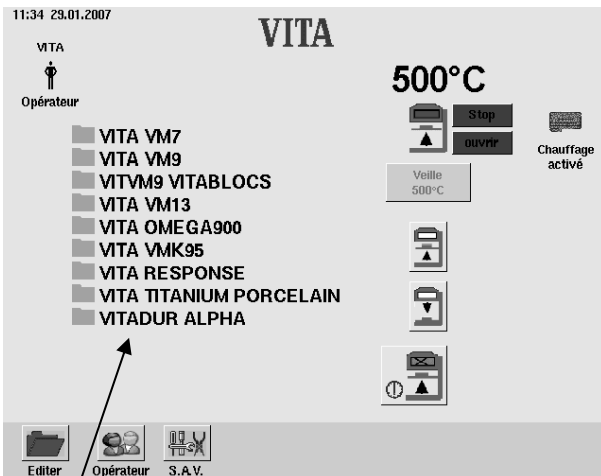 11:34 29.01.2007
VITA
VITA
Opérateur
500°C
Stop
ouvrir
Chauffage
activé
Veille
500°C
VITA VM7
VITA VM9
VITVM9 VITABLOCS
VITA VM13
VITA OMEGA900
VITA VMK95
VITA RESPONSE
VITA TITANIUM PORCELAIN
VITADUR ALPHA
Editer
Opérateur
S.A.V.